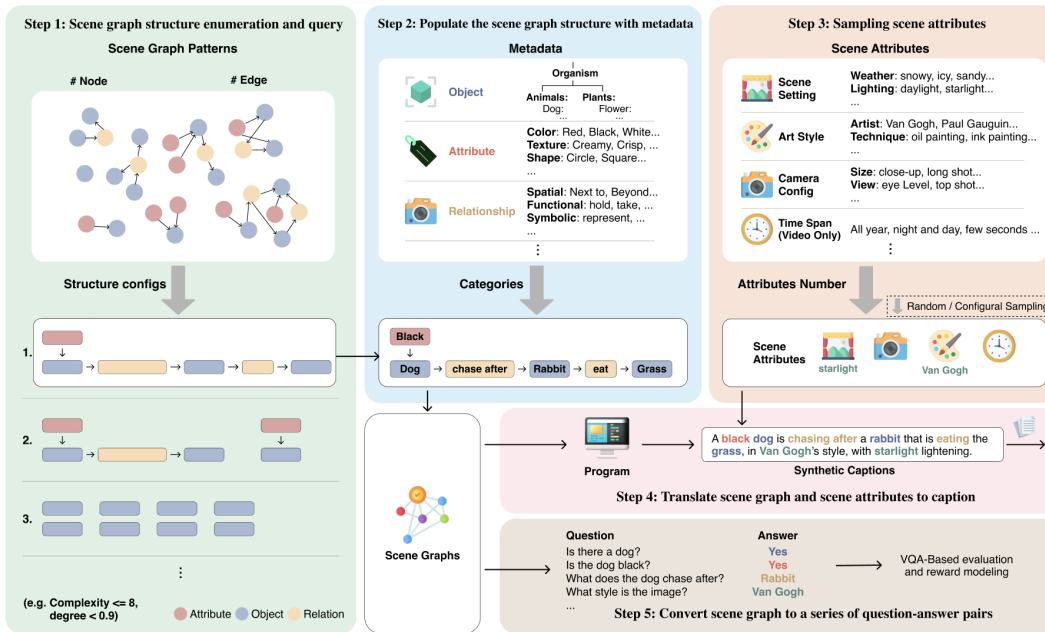 Step 1: Scene graph structure enumeration and query
Scene Graph Patterns
# Node
# Edge
Structure configs
1.
2.
3.
⋮
(e.g. Complexity <= 8,
degree < 0.9)
Attribute
Object
Relation
Step 2: Populate the scene graph structure with metadata
Metadata
Object
Organism
Animals:
Plants:
Dog:
Flower:
...
...
Attribute
Color: Red, Black, White...
Texture: Creamy, Crisp, ...
Shape: Circle, Square...
...
Relationship
Spatial: Next to, Beyond...
Functional: hold, take, ...
Symbolic: represent, ...
...
⋮
Categories
Black
Dog
chase after
Rabbit
eat
Grass
Scene Graphs
Step 3: Sampling scene attributes
Scene Attributes
Scene
Setting
Weather: snowy, icy, sandy...
Lighting: daylight, starlight...
...
Art Style
Artist: Van Gogh, Paul Gauguin...
Technique: oil painting, ink painting...
...
Camera
Config
Size: close-up, long shot...
View: eye Level, top shot...
...
Time Span
(Video Only)
All year, night and day, few seconds ...
⋮
Attributes Number
Random / Configural Sampling
Scene
Attributes
starlight
Van Gogh
Program
A black dog is chasing after a rabbit that is eating the
grass, in Van Gogh's style, with starlight lightening.
Synthetic Captions
Step 4: Translate scene graph and scene attributes to caption
Question
Answer
Is there a dog?
Yes
Is the dog black?
Yes
What does the dog chase after?
Rabbit
What style is the image?
Van Gogh
...
VQA-Based evaluation
and reward modeling
Step 5: Convert scene graph to a series of question-answer pairs